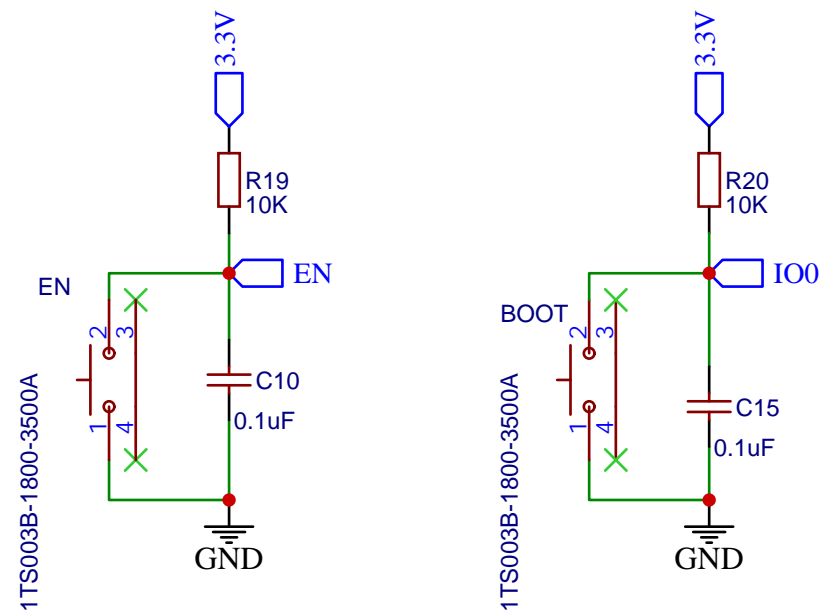 3.3V
R19
10K
EN
EN
2
3
1
4
C10
0.1uF
1TS003B-1800-3500A
GND
3.3V
R20
10K
IO0
BOOT
2
3
1
4
C15
0.1uF
1TS003B-1800-3500A
GND